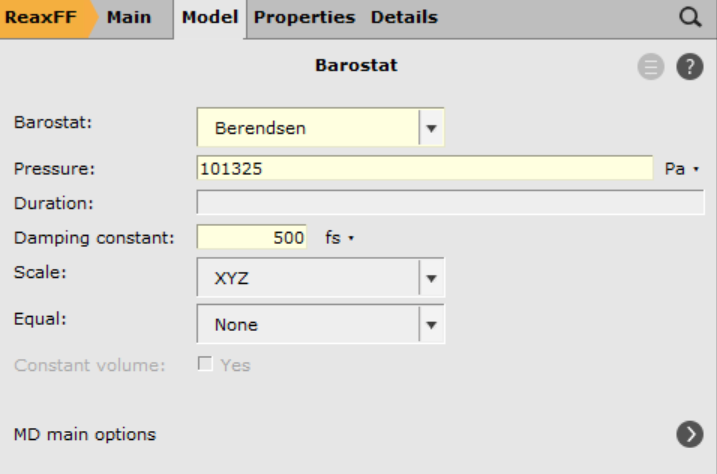 ReaxFF Main Model Properties Details
Barostat
Barostat: Berendsen
Pressure: 101325 Pa
Duration:
Damping constant: 500 fs
Scale: XYZ
Equal: None
Constant volume: Yes
MD main options